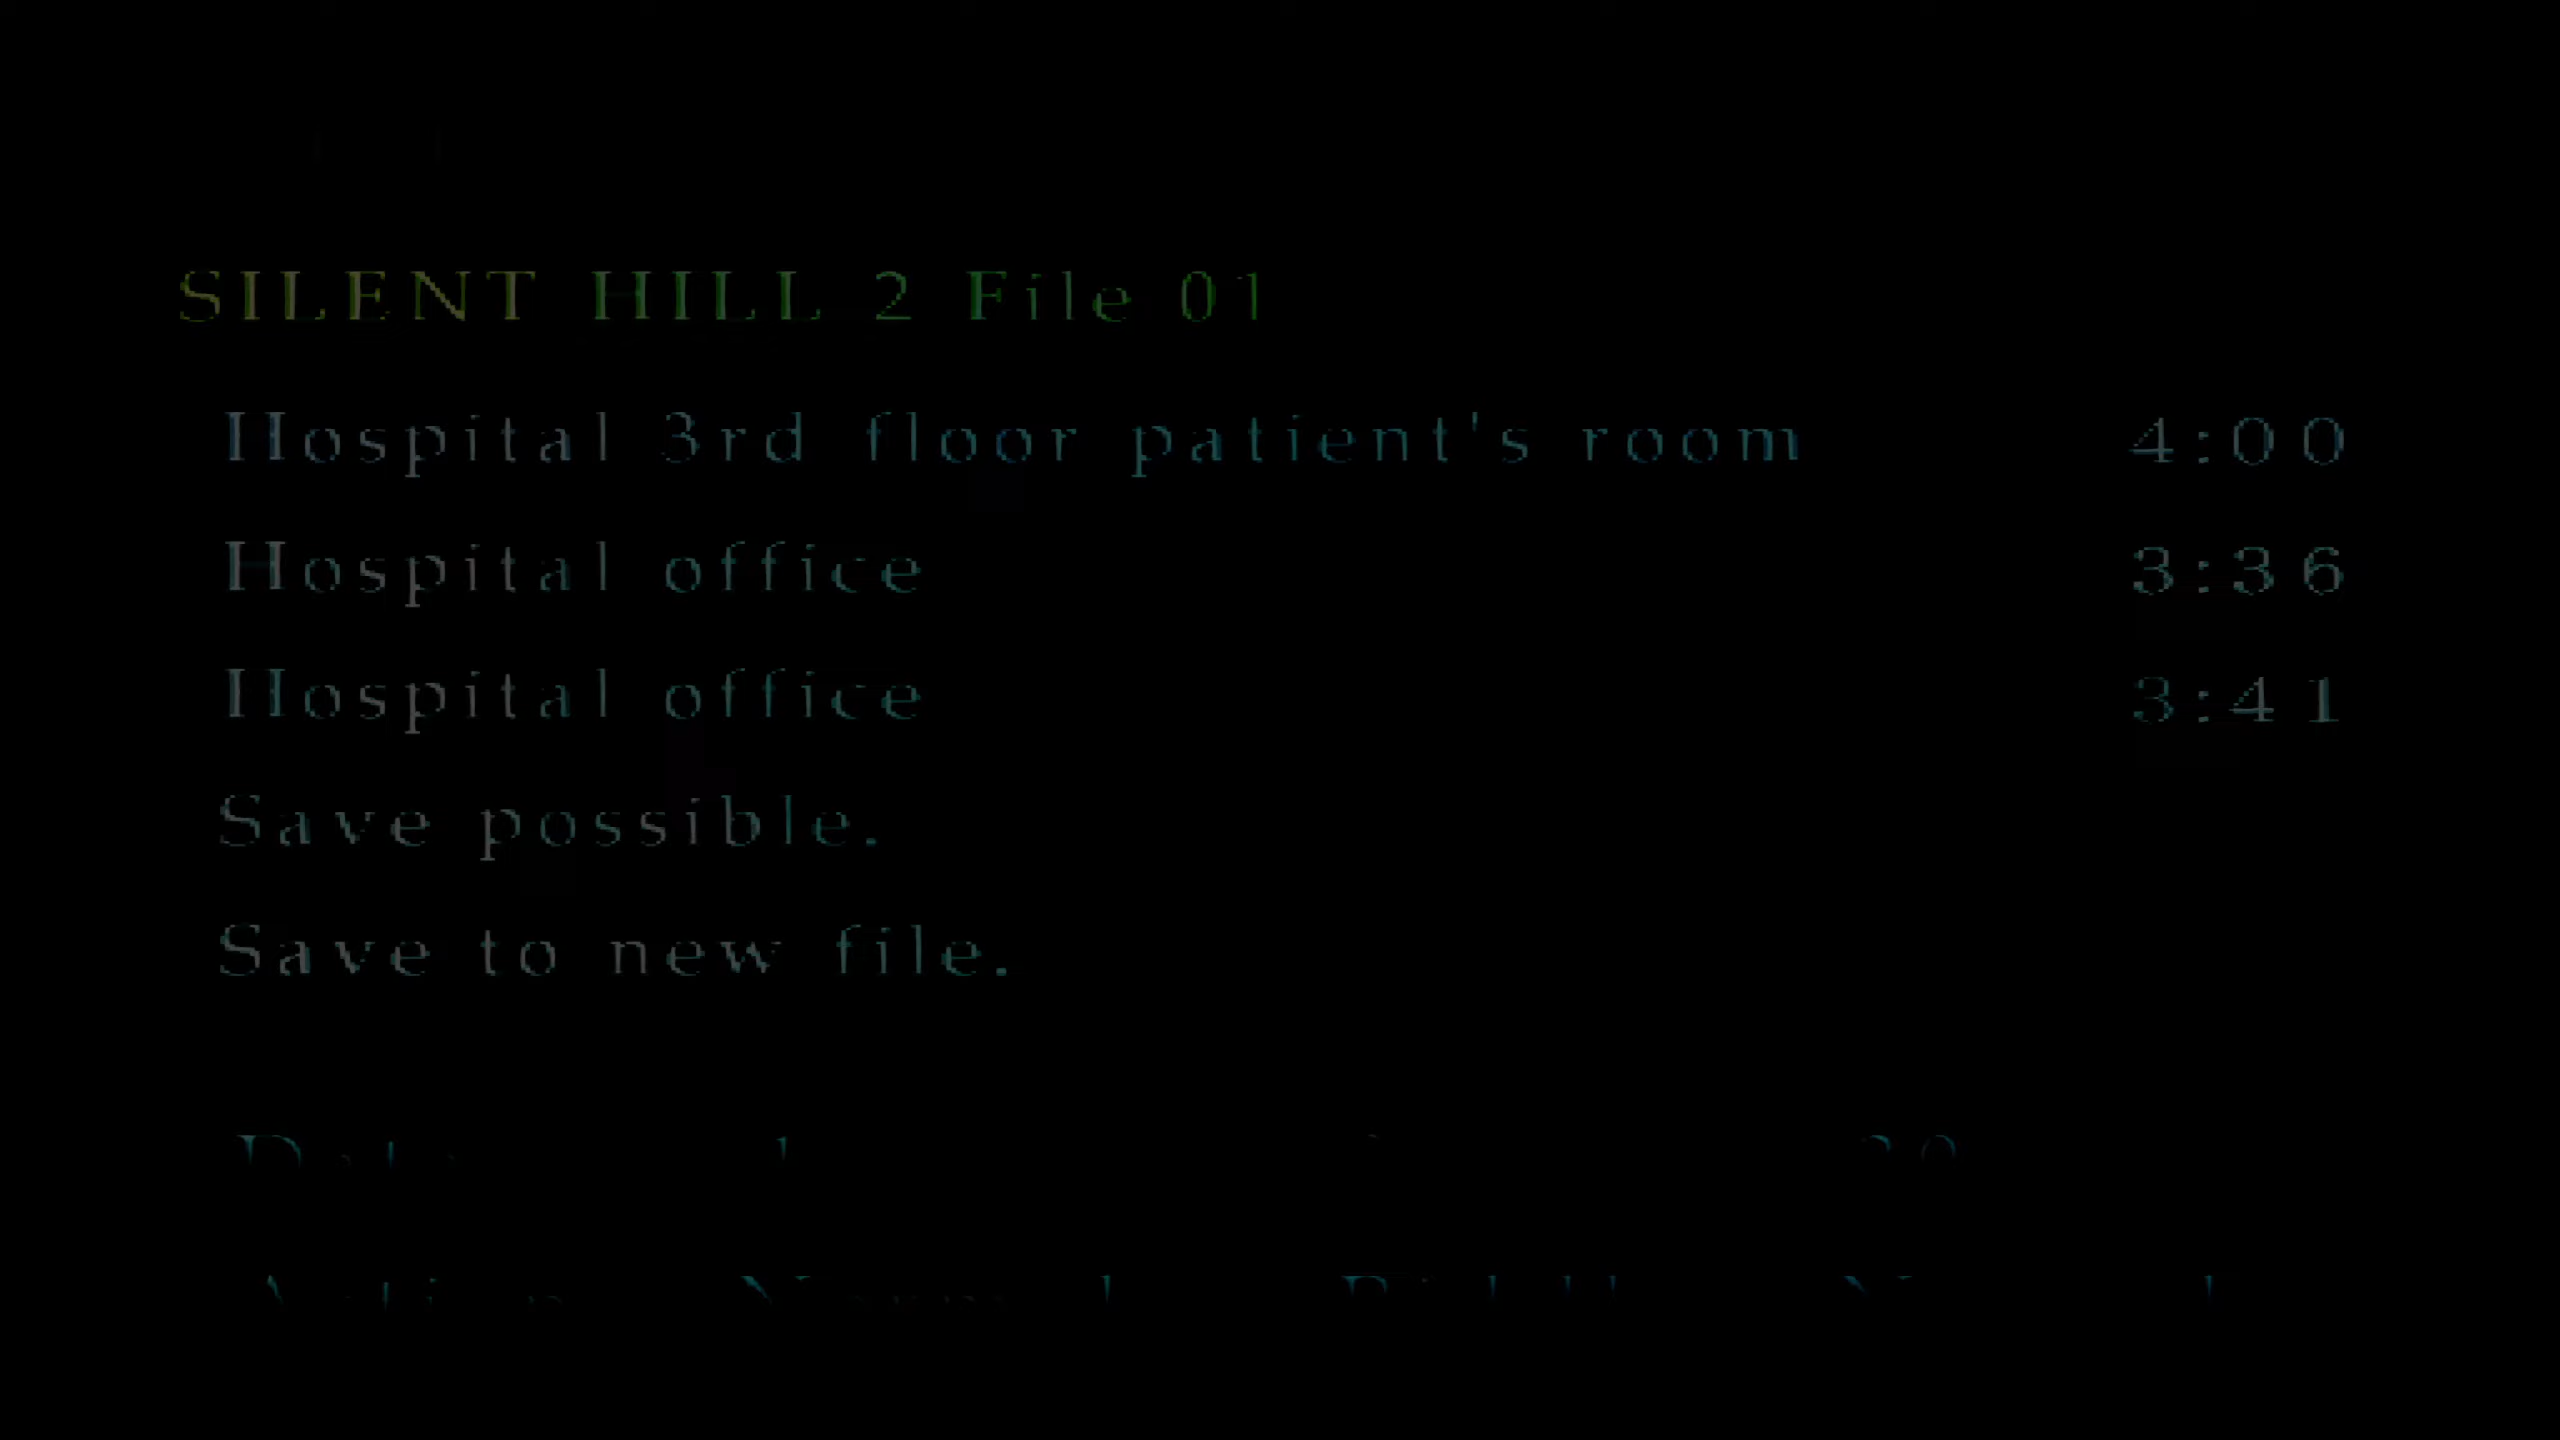 SILENT HILL 2 File 01
Hospital 3rd floor patient's room 4:00
Hospital office 3:36
Hospital office 3:41
Save possible.
Save to new file.